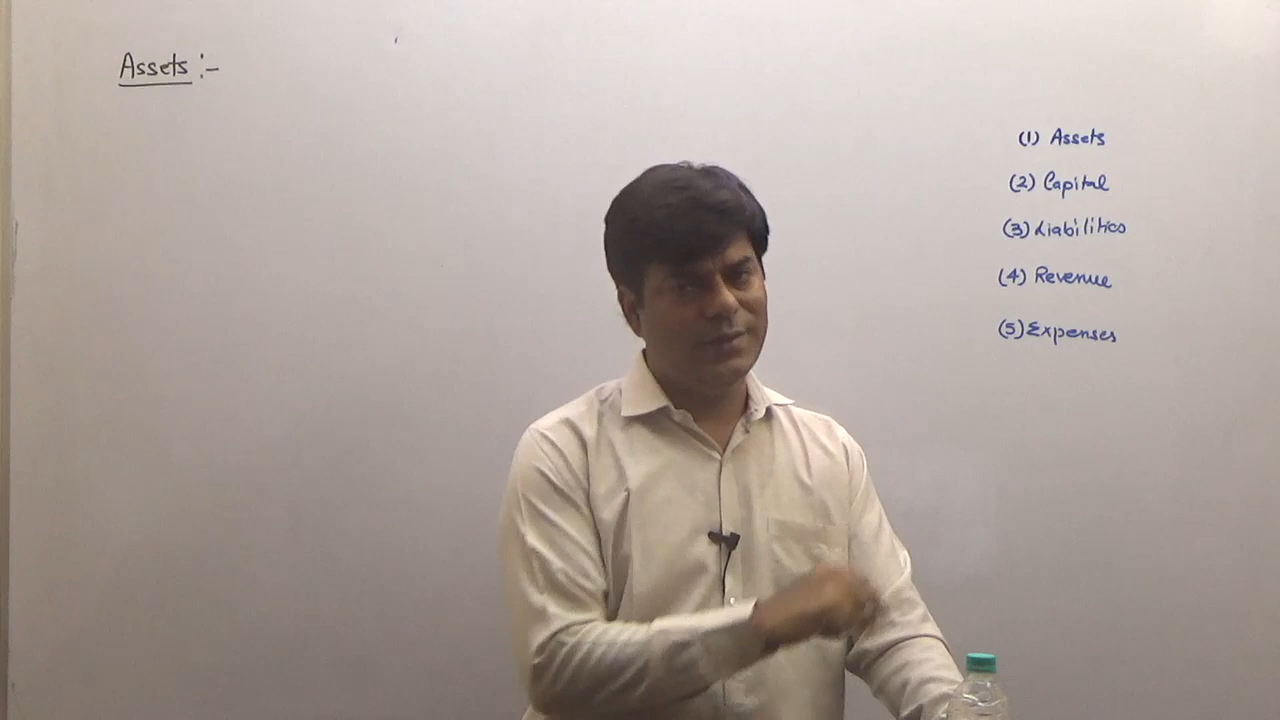 Assets :-
(1) Assets
(2) Capital
(3) Liabilities
(4) Revenue
(5) Expenses